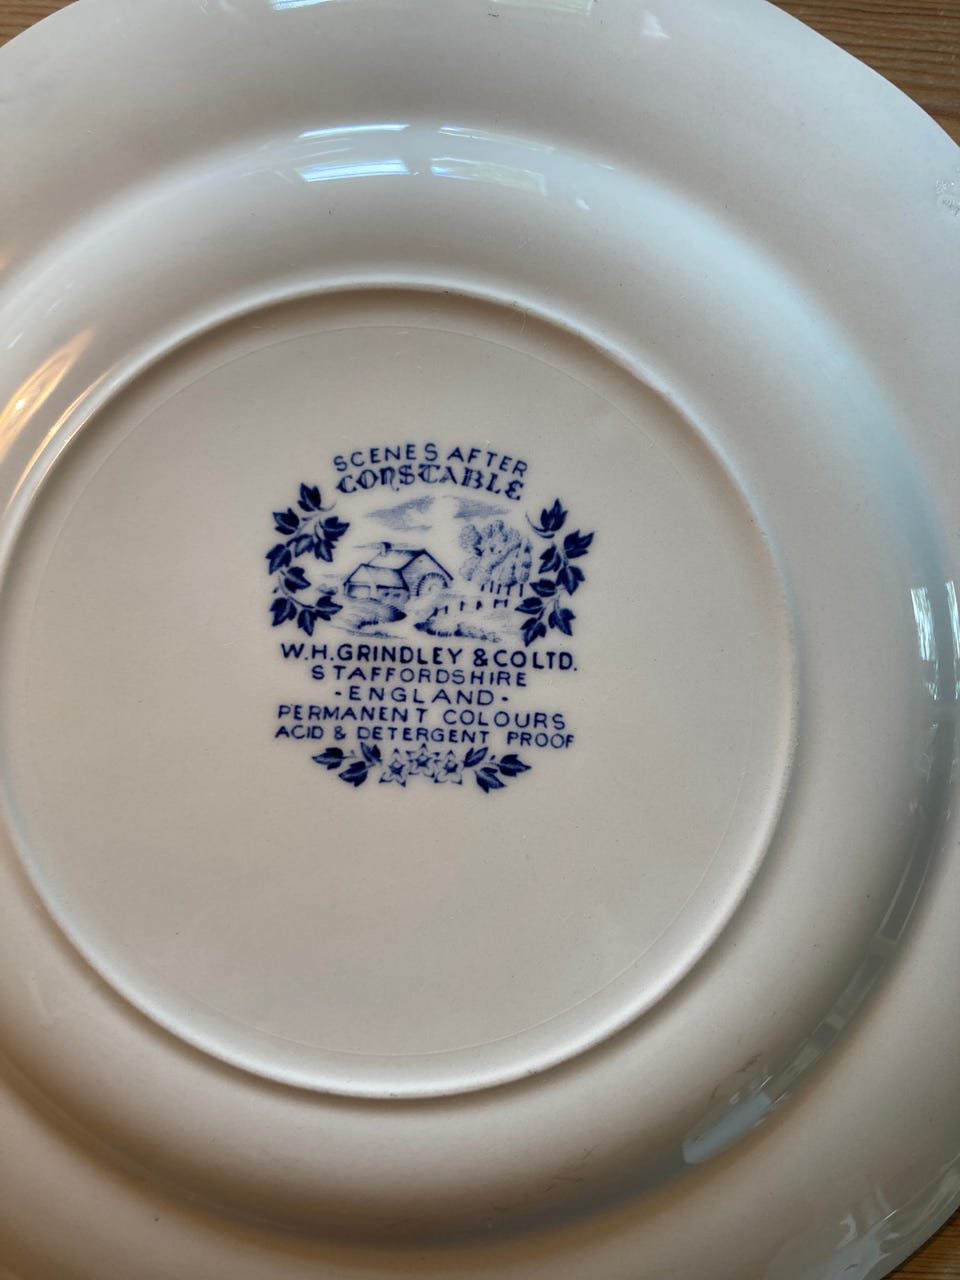 SCENES AFTER
CONSTABLE
W.H.GRINDLEY & CO LTD.
STAFFORDSHIRE
-ENGLAND-
PERMANENT COLOURS
ACID & DETERGENT PROOF